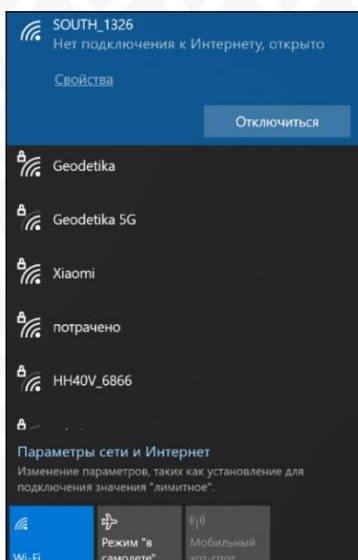 SOUTH_1326
Нет подключения к Интернету, открыто
Свойства
Отключиться
Geodetika
Geodetika 5G
Xiaomi
потрачено
HH40V_6866
Параметры сети и Интернет
Изменение параметров, таких как установление для
подключения значения "лимитное".
Wi-Fi
Режим "в
самолете"
Мобильный
хот-спот